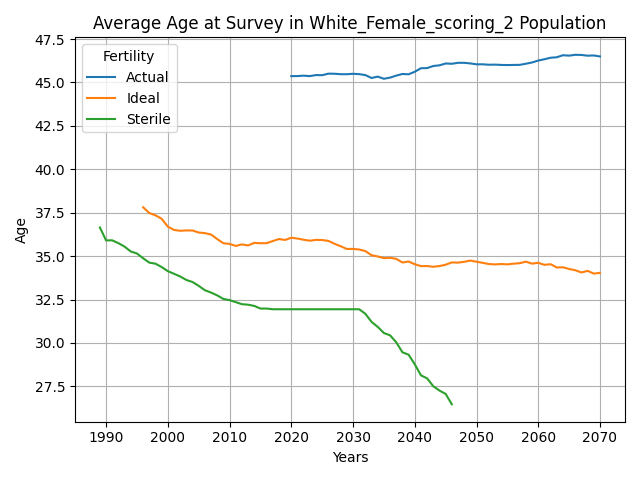 Average Age at Survey in White_Female_scoring_2 Population
47.5
45.0
42.5
40.0
37.5
35.0
32.5
30.0
27.5
Age
Fertility
Actual
Ideal
Sterile
1990 2000 2010 2020 2030 2040 2050 2060 2070
Years